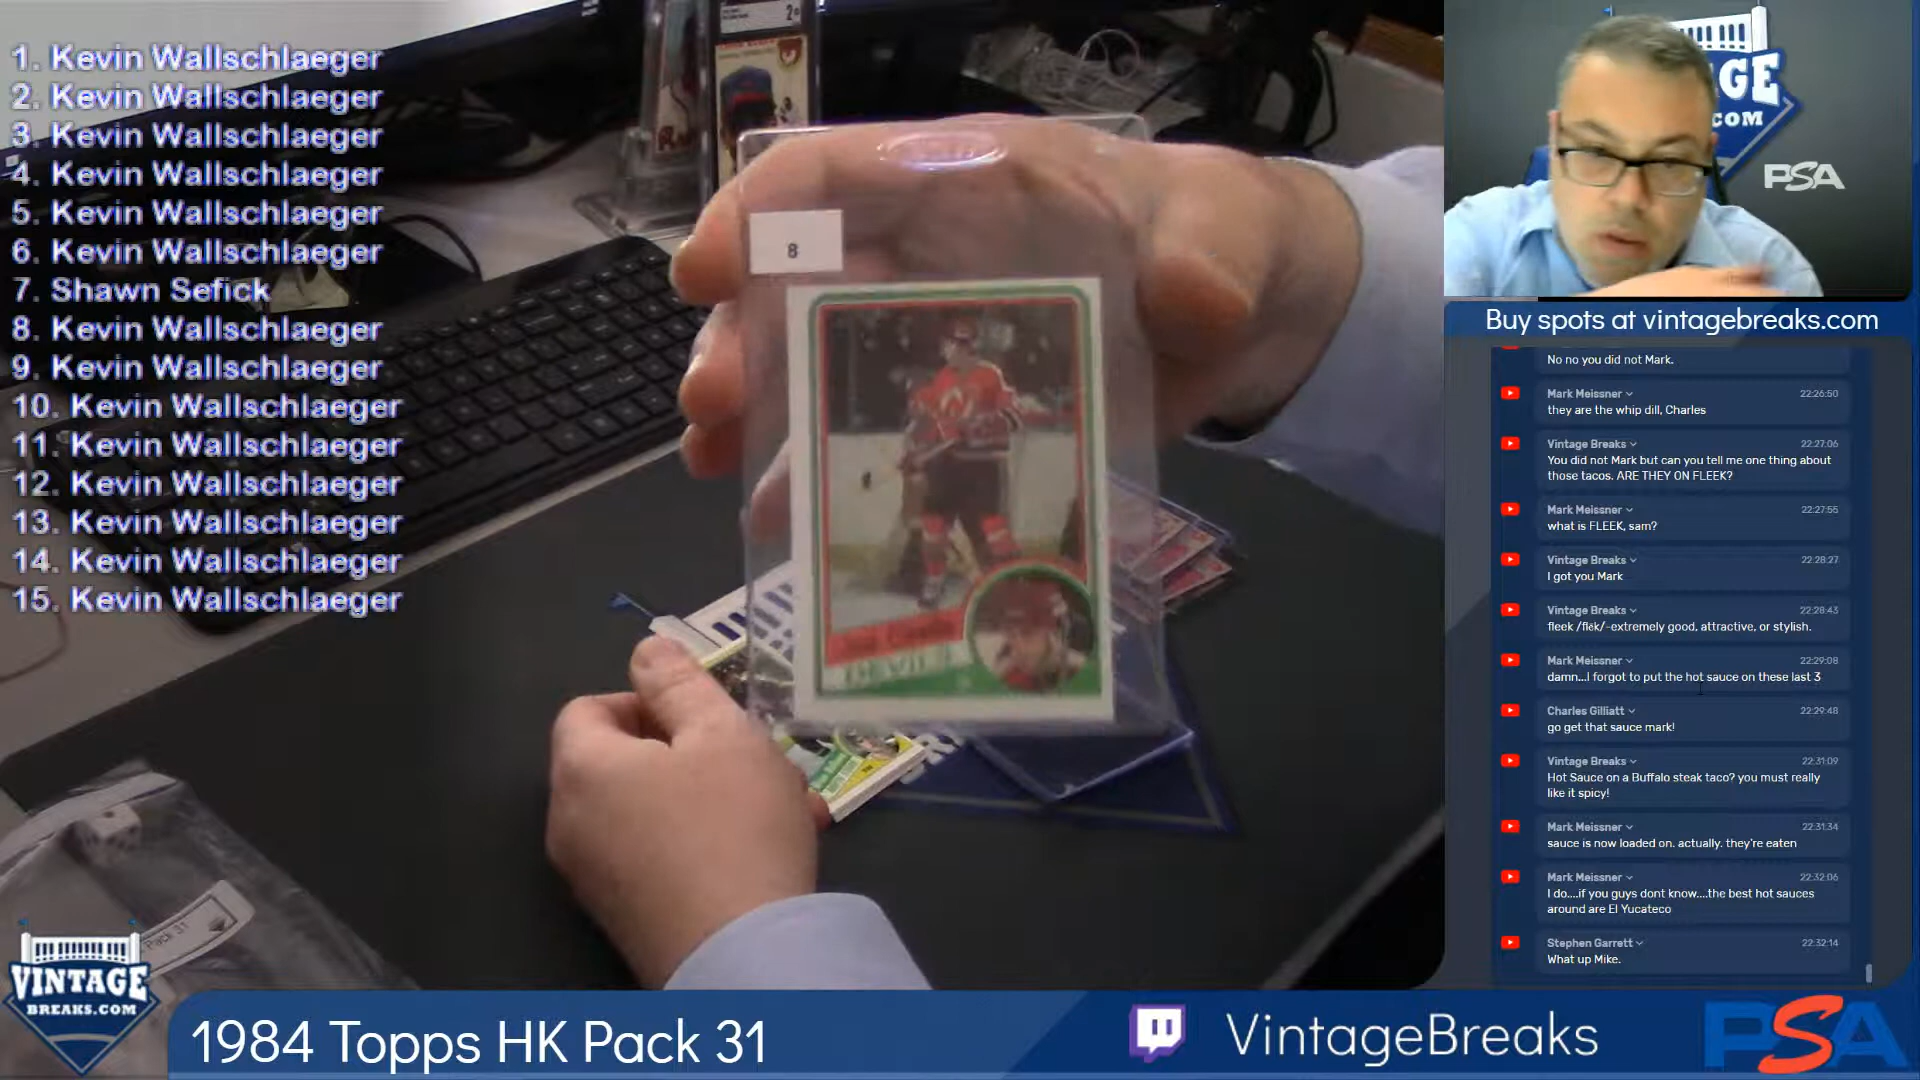 1. Kevin Wallschlaeger
2. Kevin Wallschlaeger
3. Kevin Wallschlaeger
4. Kevin Wallschlaeger
5. Kevin Wallschlaeger
6. Kevin Wallschlaeger
7. Shawn Sefick
8. Kevin Wallschlaeger
9. Kevin Wallschlaeger
10. Kevin Wallschlaeger
11. Kevin Wallschlaeger
12. Kevin Wallschlaeger
13. Kevin Wallschlaeger
14. Kevin Wallschlaeger
15. Kevin Wallschlaeger
2
8
DEVILS
Pack 31
VINTAGE
BREAKS.COM
1984 Topps HK Pack 31
VintageBreaks
PSA
AGE
.COM
PSA
Buy spots at vintagebreaks.com
No no you did not Mark.
Mark Meissner 22:26:50
they are the whip dill, Charles
Vintage Breaks 22:27:06
You did not Mark but can you tell me one thing about
those tacos. ARE THEY ON FLEEK?
Mark Meissner 22:27:55
what is FLEEK, sam?
Vintage Breaks 22:28:27
I got you Mark
Vintage Breaks 22:28:43
fleek /flēk/-extremely good, attractive, or stylish.
Mark Meissner 22:29:08
damn...I forgot to put the hot sauce on these last 3
Charles Gilliatt 22:29:48
go get that sauce mark!
Vintage Breaks 22:31:09
Hot Sauce on a Buffalo steak taco? you must really
like it spicy!
Mark Meissner 22:31:34
sauce is now loaded on. actually. they're eaten
Mark Meissner 22:32:06
I do....if you guys dont know....the best hot sauces
around are El Yucateco
Stephen Garrett 22:32:14
What up Mike.